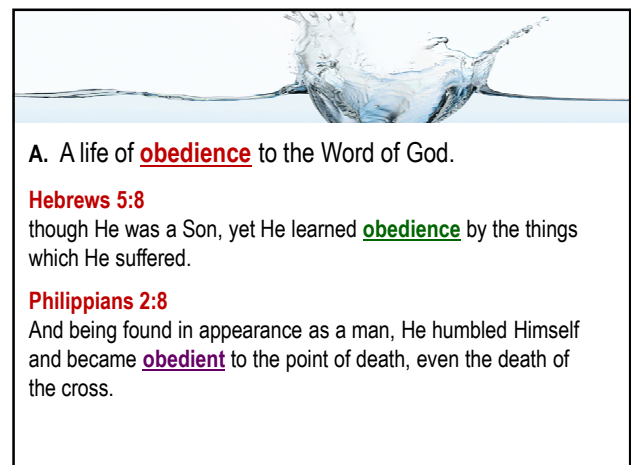 A. A life of obedience to the Word of God.
Hebrews 5:8
though He was a Son, yet He learned obedience by the things
which He suffered.
Philippians 2:8
And being found in appearance as a man, He humbled Himself
and became obedient to the point of death, even the death of
the cross.